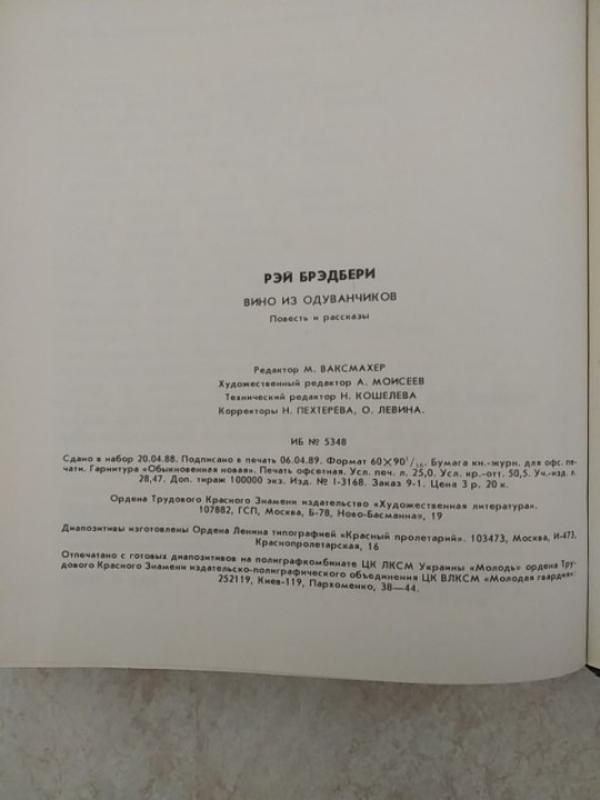 РЭЙ БРЭДБЕРИ
ВИНО ИЗ ОДУВАНЧИКОВ
Повесть и рассказы
Редактор М. ВАКСМАХЕР
Художественный редактор А. МОИСЕЕВ
Технический редактор Н. КОШЕЛЕВА
Корректоры Н. ПЕХТЕРЕВА, О. ЛЕВИНА.
ИБ № 5348
Сдано в набор 20.04.88. Подписано в печать 06.04.89. Формат 60×90¹/₁₆. Бумага кн.-журн. для офс. пе-
чати. Гарнитура «Обыкновенная новая». Печать офсетная. Усл. печ. л. 25,0. Усл. кр.-отт. 50,5. Уч.-изд. л.
28,47. Доп. тираж 100000 экз. Изд. № I-3168. Заказ 9-1. Цена 3 р. 20 к.
Ордена Трудового Красного Знамени издательство «Художественная литература».
107882, ГСП, Москва, Б-78, Ново-Басманная, 19
Диапозитивы изготовлены Ордена Ленина типографией «Красный пролетарий». 103473, Москва, И-473,
Краснопролетарская, 16
Отпечатано с готовых диапозитивов на полиграфкомбинате ЦК ЛКСМ Украины «Молодь» ордена Тру-
дового Красного Знамени издательско-полиграфического объединения ЦК ВЛКСМ «Молодая гвардия»:
252119, Киев-119, Пархоменко, 38—44.